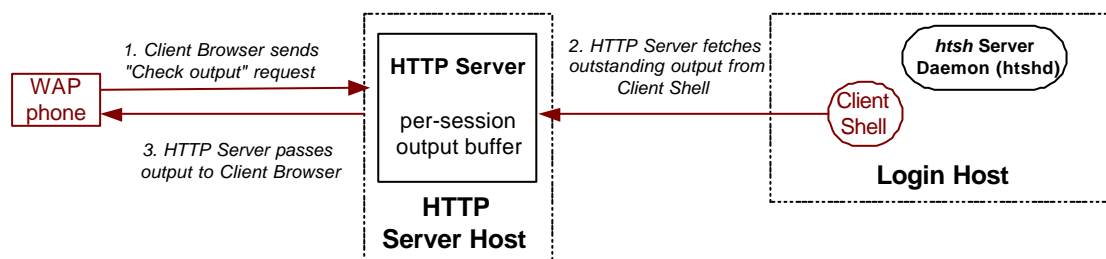 1. Client Browser sends
"Check output" request
WAP
phone
3. HTTP Server passes
output to Client Browser
HTTP Server
per-session
output buffer
HTTP
Server Host
2. HTTP Server fetches
outstanding output from
Client Shell
htsh Server
Daemon (htshd)
Client
Shell
Login Host